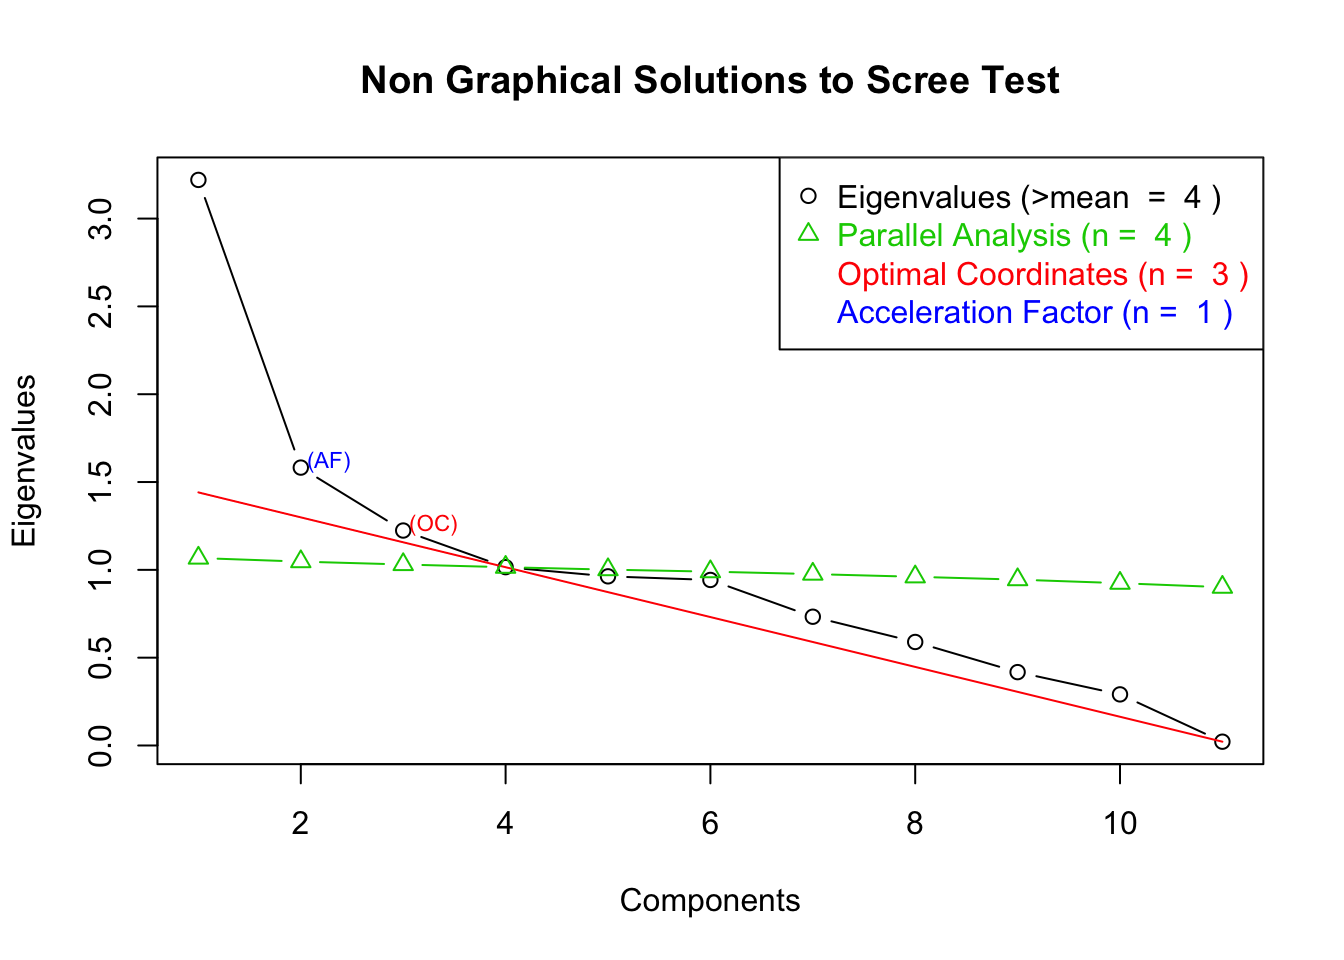 Non Graphical Solutions to Scree Test
Eigenvalues (>mean  =  4 )
Parallel Analysis (n =  4 )
Optimal Coordinates (n =  3 )
Acceleration Factor (n =  1 )
Eigenvalues
3.0
2.5
2.0
1.5
1.0
0.5
0.0
(AF)
(OC)
2 4 6 8 10
Components